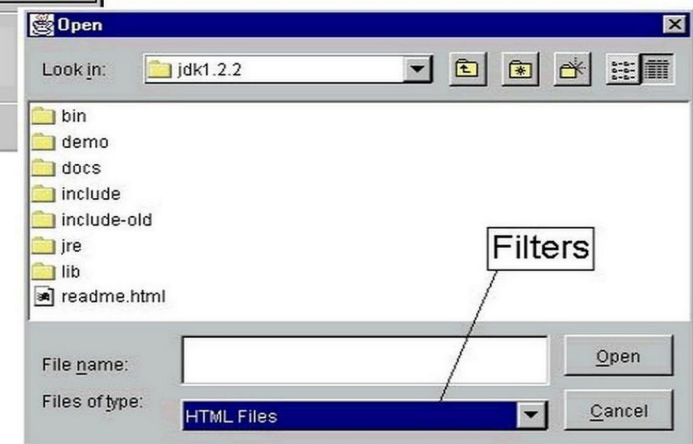 Open
Look in: jdk1.2.2
bin
demo
docs
include
include-old
jre
lib
readme.html
Filters
File name: Open
Files of type: HTML Files Cancel